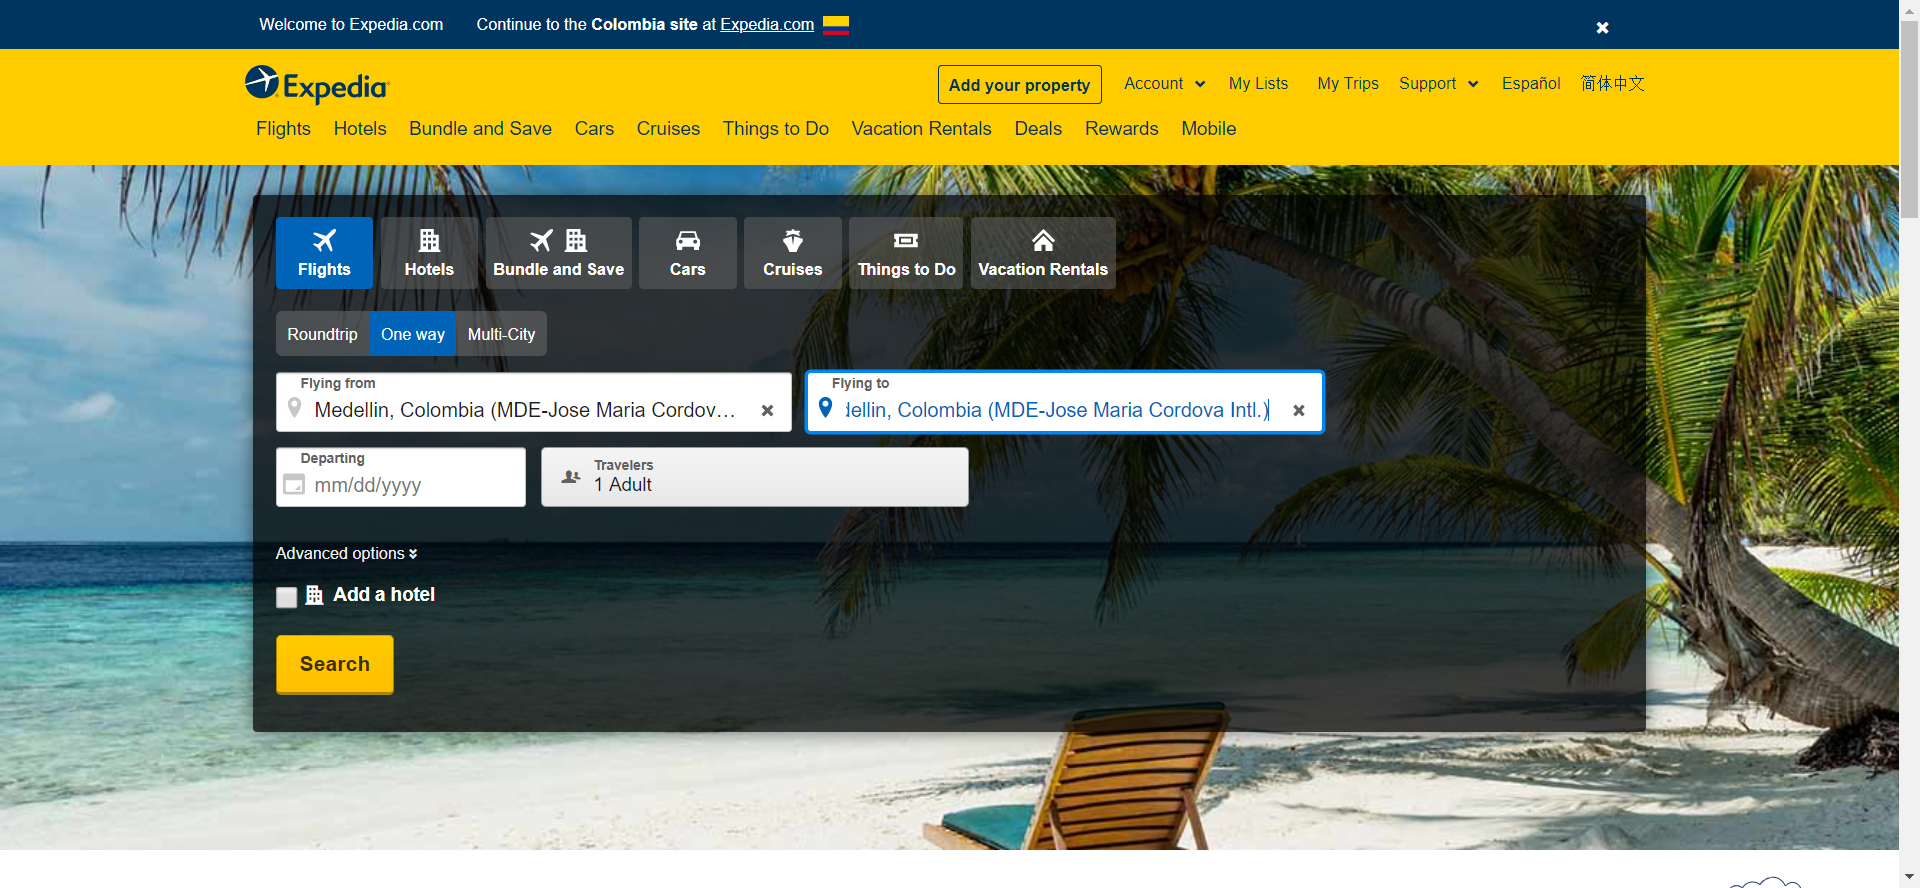 Welcome to Expedia.com Continue to the Colombia site at Expedia.com
Expedia
Add your property Account My Lists My Trips Support Español 简体中文
Flights Hotels Bundle and Save Cars Cruises Things to Do Vacation Rentals Deals Rewards Mobile
Flights Hotels Bundle and Save Cars Cruises Things to Do Vacation Rentals
Roundtrip One way Multi-City
Flying from
Medellin, Colombia (MDE-Jose Maria Cordov...
Flying to
dellin, Colombia (MDE-Jose Maria Cordova Intl.)
Departing
mm/dd/yyyy
Travelers
1 Adult
Advanced options
Add a hotel
Search